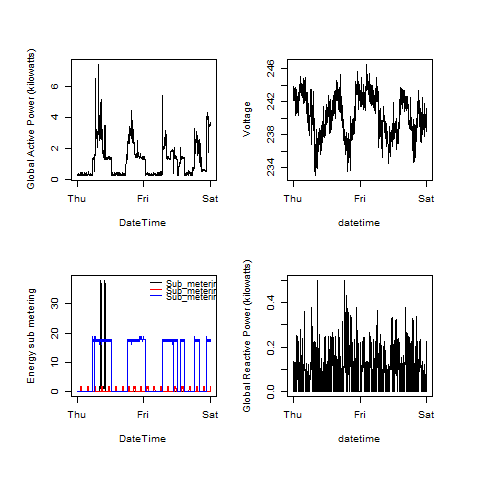 Global Active Power (kilowatts)
0 2 4 6
Thu Fri Sat
DateTime
Voltage
234 238 242 246
Thu Fri Sat
datetime
Energy sub metering
0 10 20 30
Sub_meterin
Sub_meterin
Sub_meterin
Thu Fri Sat
DateTime
Global Reactive Power (kilowatts)
0.0 0.2 0.4
Thu Fri Sat
datetime